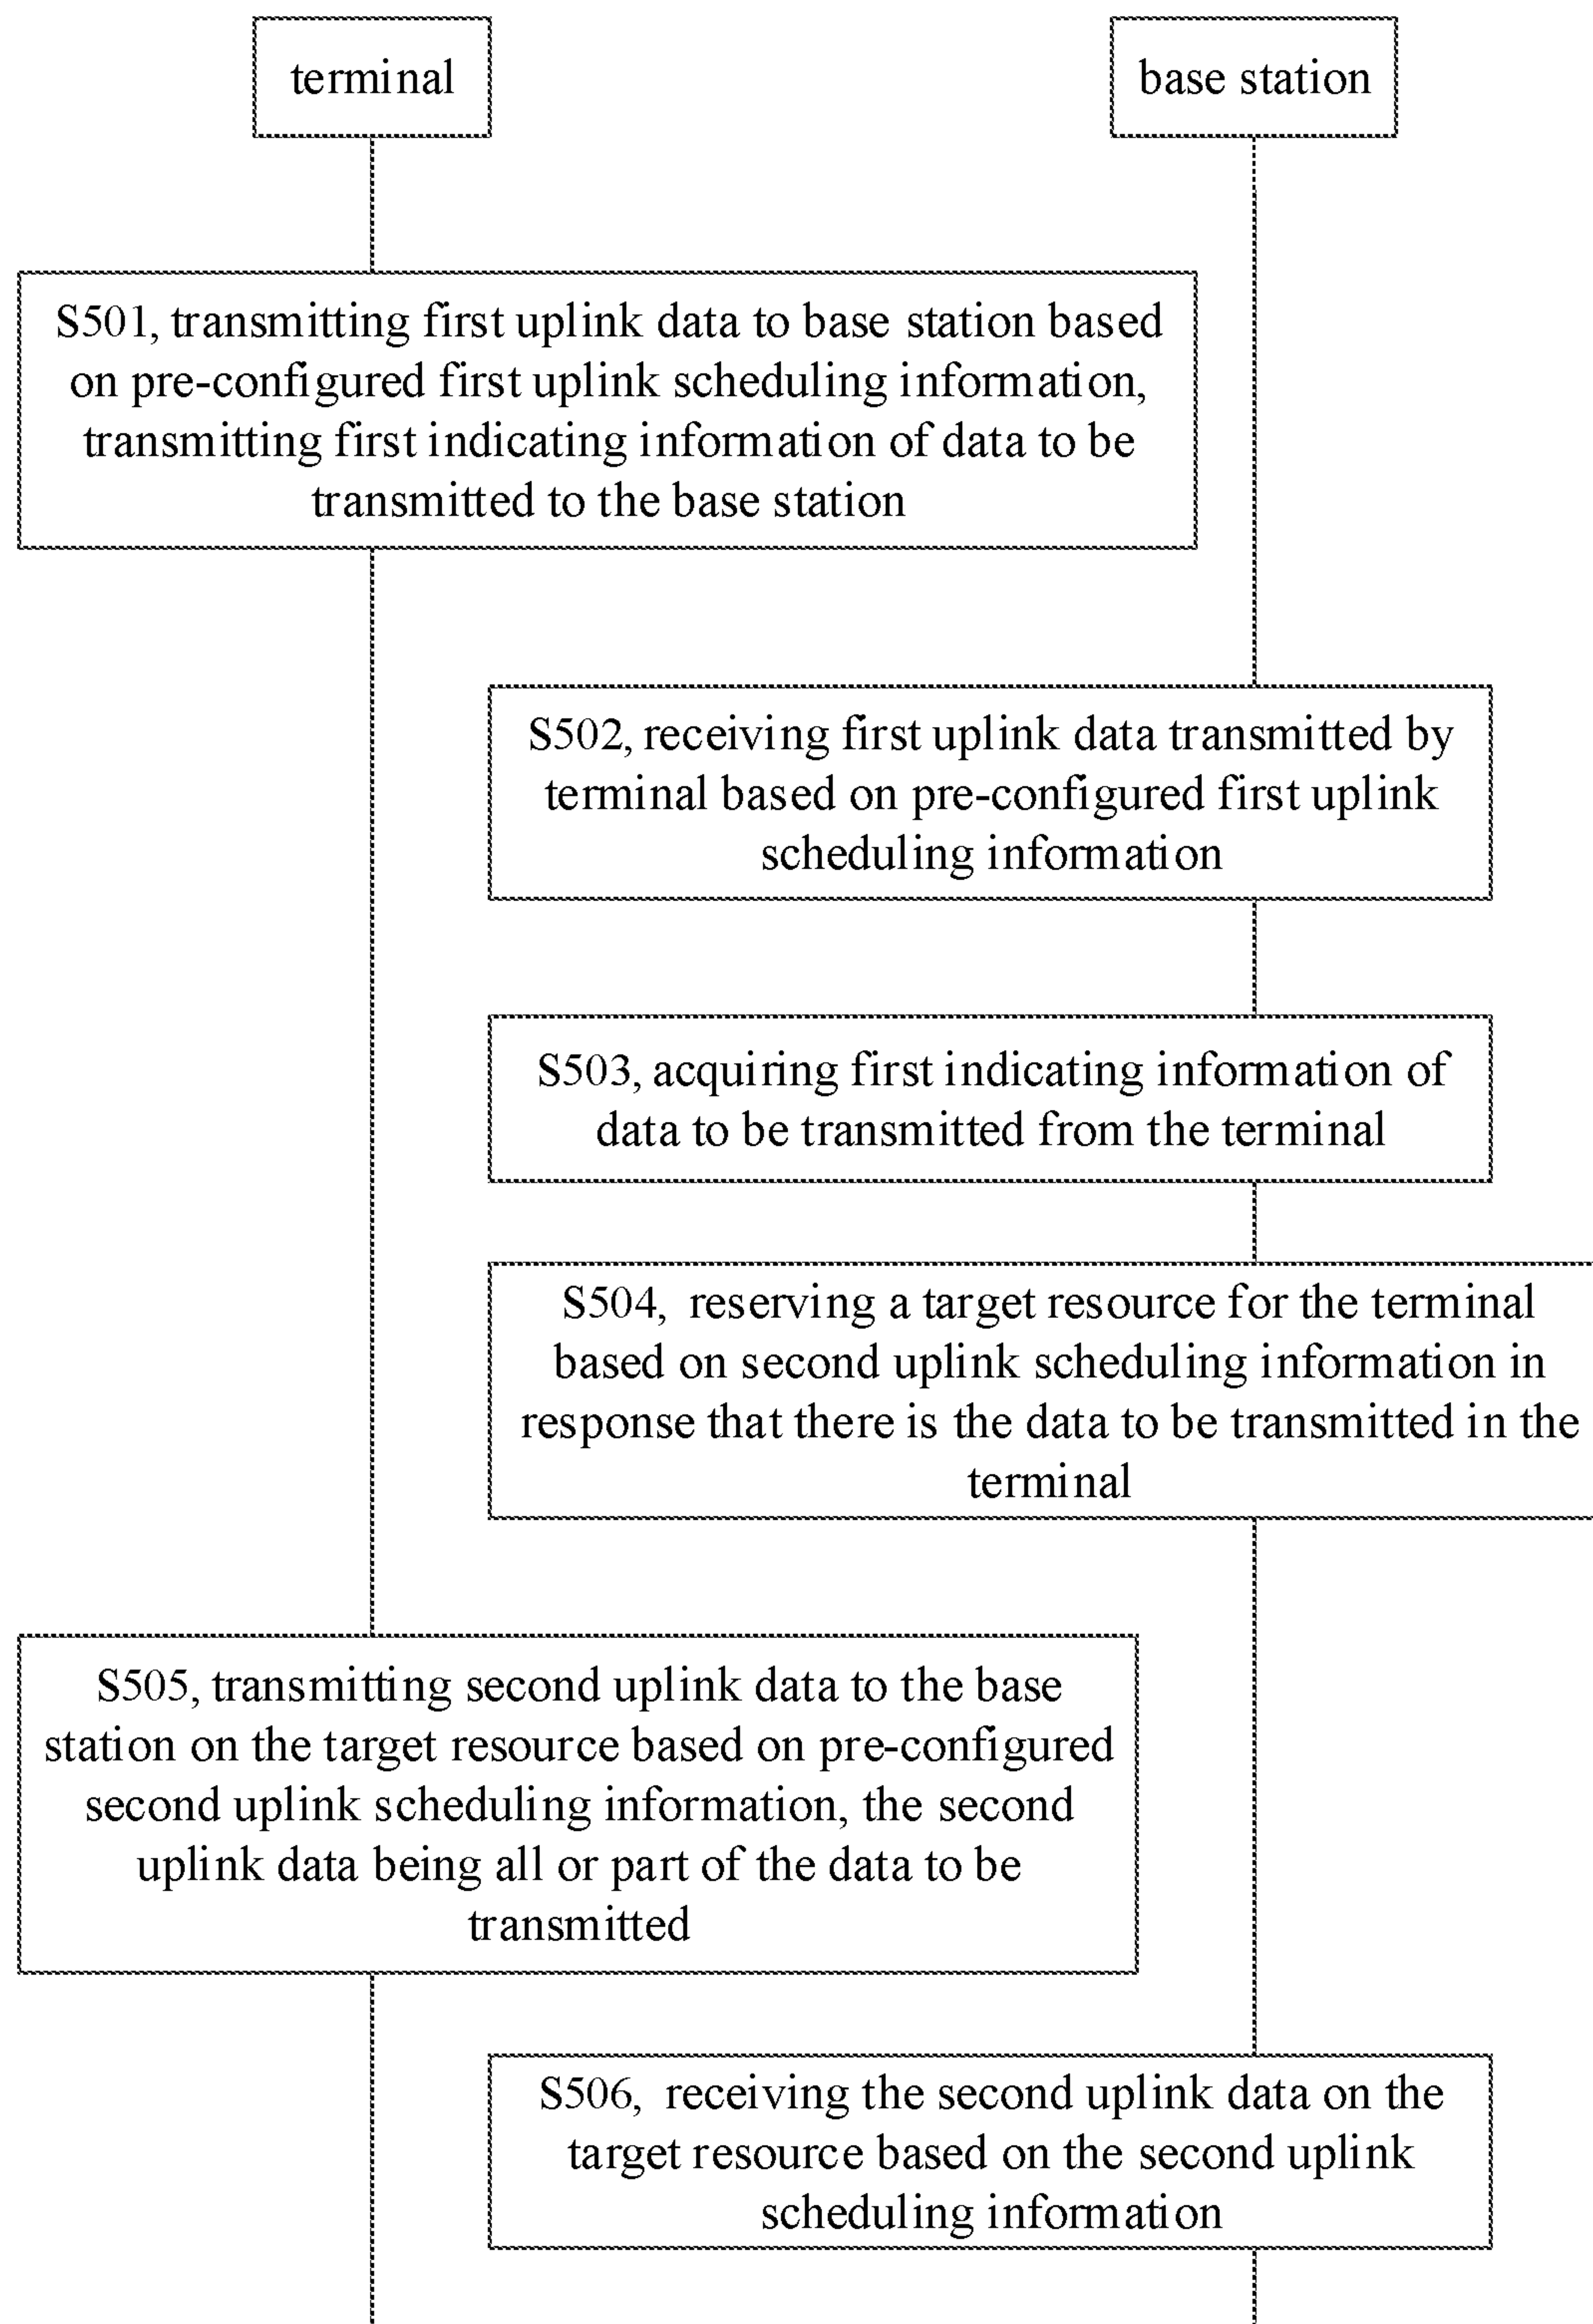 terminal
base station
S501, transmitting first uplink data to base station based
on pre-configured first uplink scheduling information,
transmitting first indicating information of data to be
transmitted to the base station
S502, receiving first uplink data transmitted by
terminal based on pre-configured first uplink
scheduling information
S503, acquiring first indicating information of
data to be transmitted from the terminal
S504, reserving a target resource for the terminal
based on second uplink scheduling information in
response that there is the data to be transmitted in the
terminal
S505, transmitting second uplink data to the base
station on the target resource based on pre-configured
second uplink scheduling information, the second
uplink data being all or part of the data to be
transmitted
S506, receiving the second uplink data on the
target resource based on the second uplink
scheduling information